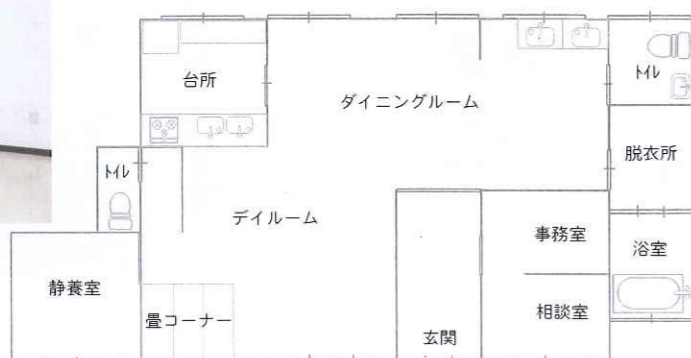 台所
トイレ
ダイニングルーム
トイレ
脱衣所
デイルーム
事務室
浴室
静養室
畳コーナー
相談室
玄関